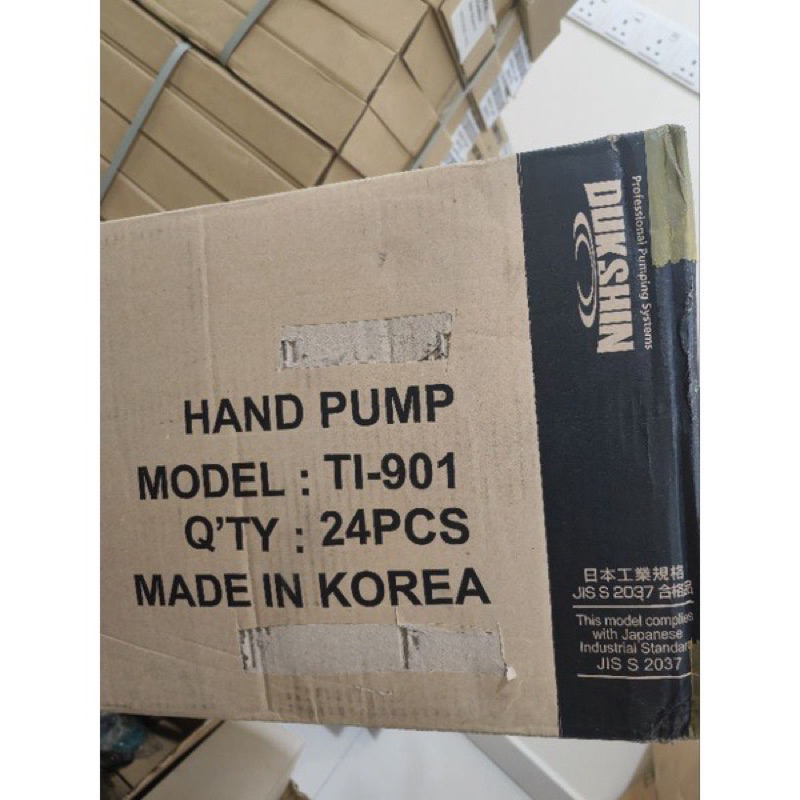 HAND PUMP
MODEL : TI-901
Q'TY : 24PCS
MADE IN KOREA
Professional Pumping Systems
DUKSHIN
日本工業規格
JIS S 2037 合格品
This model complies
with Japanese
Industrial Standard
JIS S 2037